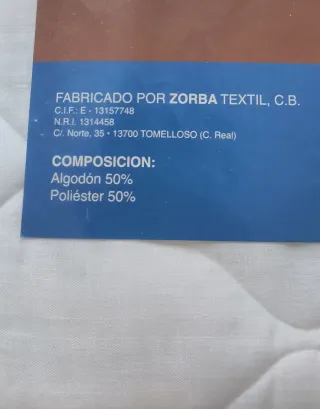 FABRICADO POR ZORBA TEXTIL, C.B.
C.I.F.: E - 13157748
N.R.I. 1314458
C/ Norte, 35 • 13700 TOMELLOSO (C. Real)
COMPOSICION:
Algodón 50%
Poliéster 50%